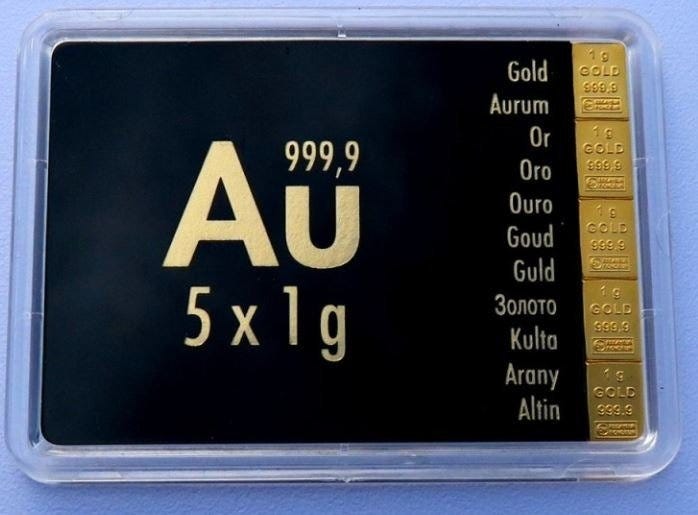 999,9
Au
5 x 1g
Gold
Aurum
Or
Oro
Ouro
Goud
Guld
Золото
Kulta
Arany
Altin
1 g
GOLD
999.9
1 g
GOLD
999.9
1 g
GOLD
999.9
1 g
GOLD
999.9
1 g
GOLD
999.9